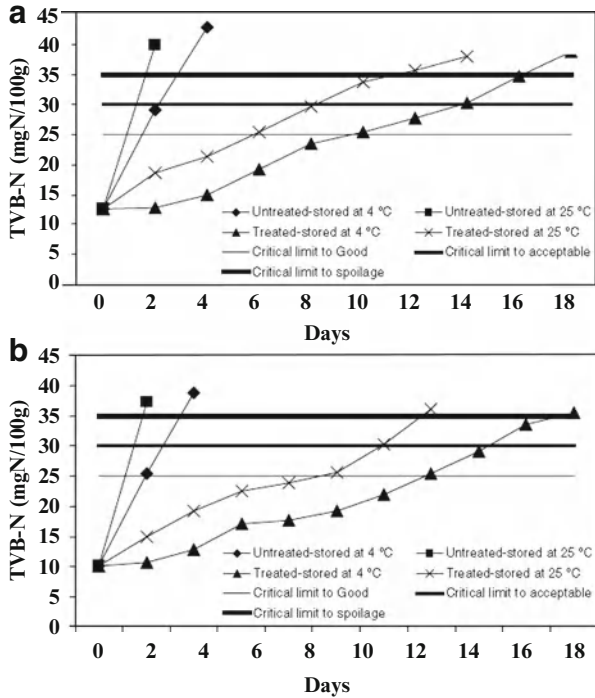 a
TVB-N (mgN/100g)
45
40
35
30
25
20
15
10
5
0
Untreated-stored at 4 °C
Untreated-stored at 25 °C
Treated-stored at 4 °C
Treated-stored at 25 °C
Critical limit to Good
Critical limit to acceptable
Critical limit to spoilage
0 2 4 6 8 10 12 14 16 18
Days
b
TVB-N (mgN/100g)
45
40
35
30
25
20
15
10
5
0
Untreated-stored at 4 °C
Untreated-stored at 25 °C
Treated-stored at 4 °C
Treated-stored at 25 °C
Critical limit to Good
Critical limit to acceptable
Critical limit to spoilage
0 2 4 6 8 10 12 14 16 18
Days